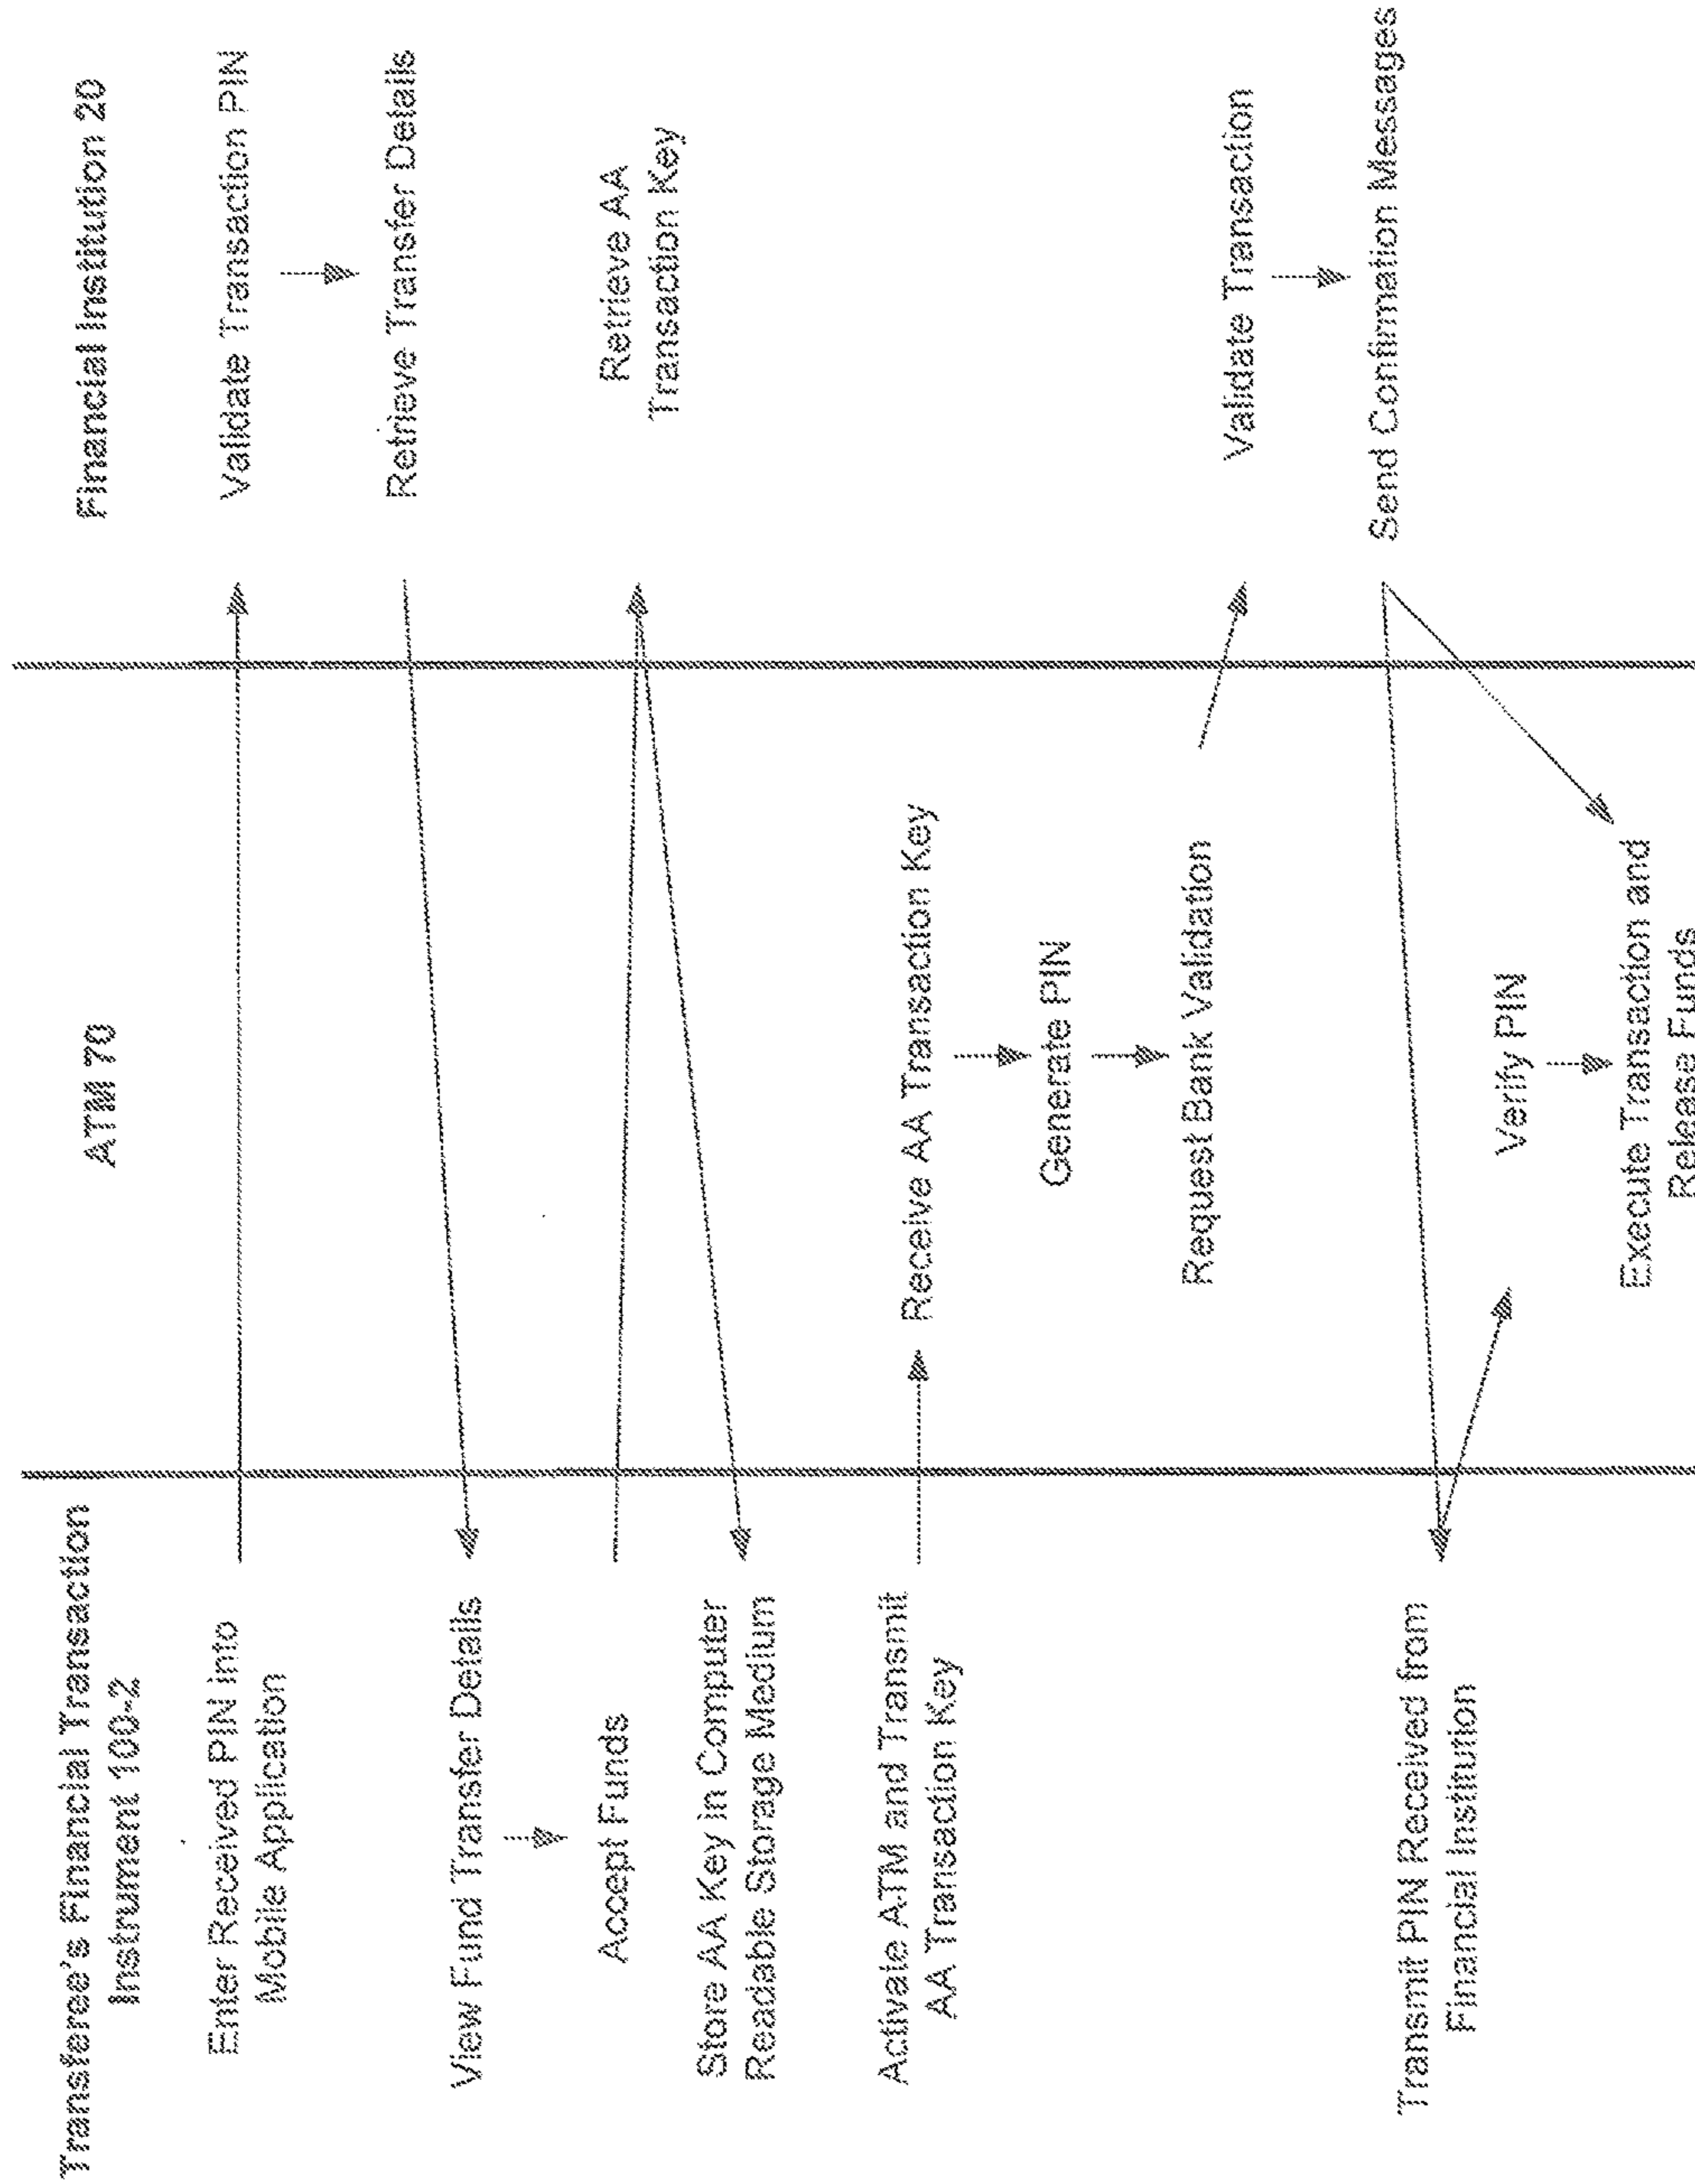 Transferee's Financial Transaction
Instrument 100-2
ATM 70
Financial Institution 20
Enter Received PIN into
Mobile Application
Validate Transaction PIN
Retrieve Transfer Details
View Fund Transfer Details
Accept Funds
Retrieve AA
Transaction Key
Store AA Key in Computer
Readable Storage Medium
Activate ATM and Transmit
AA Transaction Key
Receive AA Transaction Key
Generate PIN
Request Bank Validation
Validate Transaction
Send Confirmation Messages
Transmit PIN Received from
Financial Institution
Verify PIN
Execute Transaction and
Release Funds